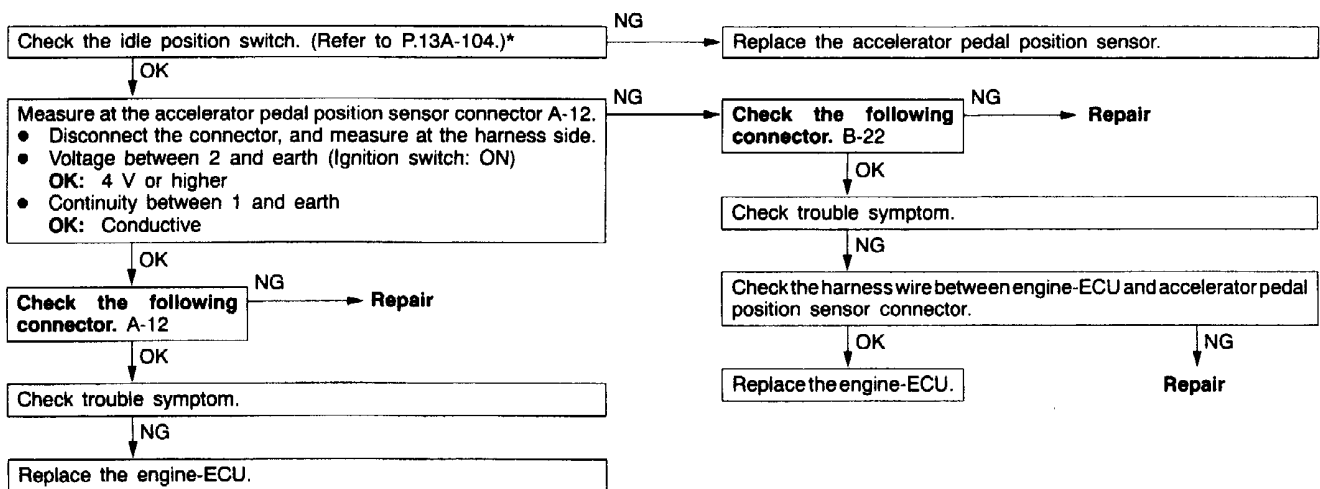 Check the idle position switch. (Refer to P.13A-104.)*
NG
Replace the accelerator pedal position sensor.
OK
Measure at the accelerator pedal position sensor connector A-12.
● Disconnect the connector, and measure at the harness side.
● Voltage between 2 and earth (Ignition switch: ON)
OK: 4 V or higher
● Continuity between 1 and earth
OK: Conductive
NG
Check the following
connector. B-22
NG
Repair
OK
Check trouble symptom.
NG
Check the harness wire between engine-ECU and accelerator pedal
position sensor connector.
OK
NG
Replace the engine-ECU.
Repair
OK
Check the following
connector. A-12
NG
Repair
OK
Check trouble symptom.
NG
Replace the engine-ECU.